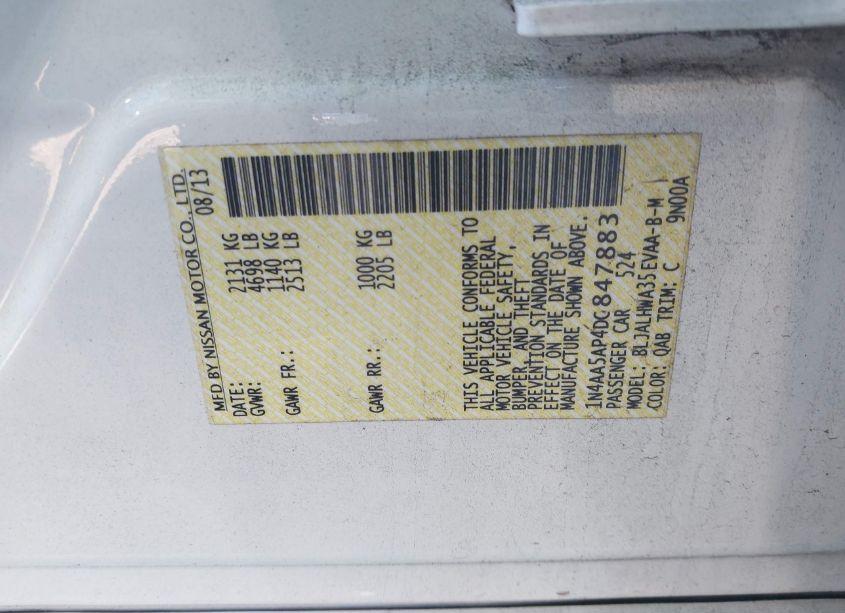 MFD BY NISSAN MOTOR CO., LTD.
DATE: 08/13
GVWR: 2131 KG
4698 LB
GAWR FR.: 1140 KG
2513 LB
GAWR RR.: 1000 KG
2205 LB
THIS VEHICLE CONFORMS TO
ALL APPLICABLE FEDERAL
MOTOR VEHICLE SAFETY,
BUMPER, AND THEFT
PREVENTION STANDARDS IN
EFFECT ON THE DATE OF
MANUFACTURE SHOWN ABOVE.
1N4AA5AP4DC847883
PASSENGER CAR 524
MODEL: BLJALHWA35EVAA-B-M
COLOR: QAB TRIM: C 9N00A